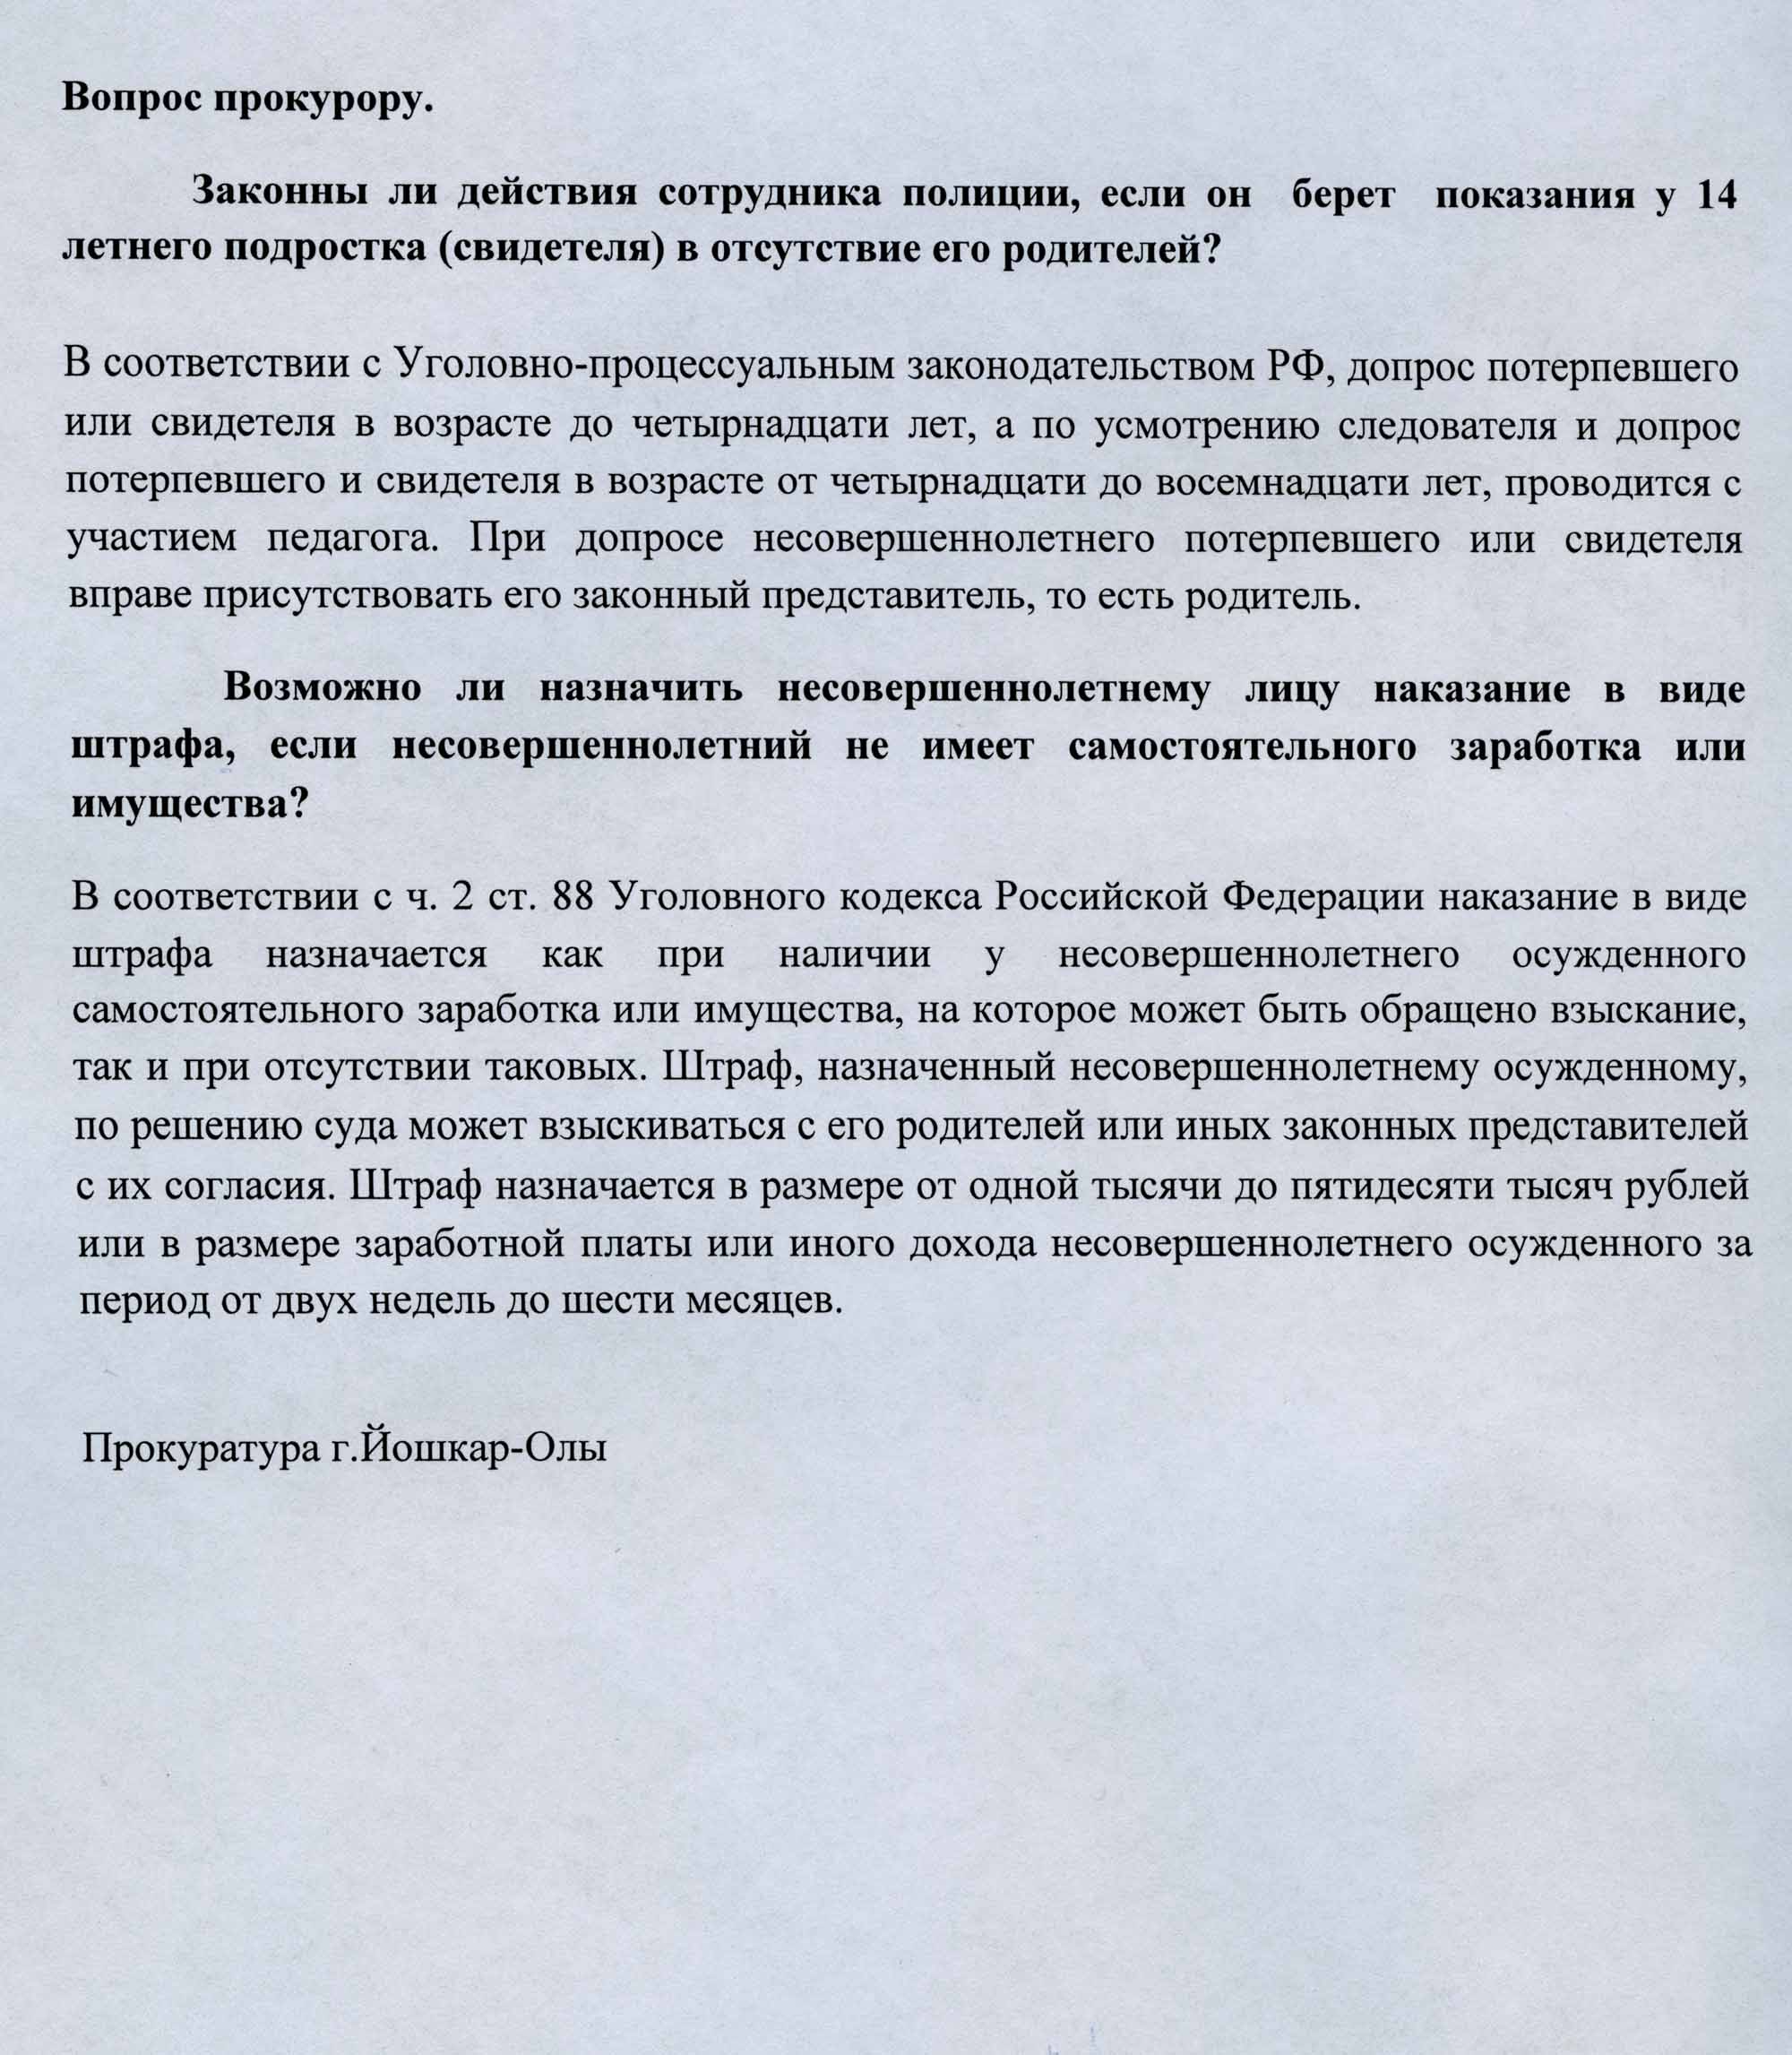 Вопрос прокурору.
Законны ли действия сотрудника полиции, если он берет показания у 14
летнего подростка (свидетеля) в отсутствие его родителей?
В соответствии с Уголовно-процессуальным законодательством РФ, допрос потерпевшего
или свидетеля в возрасте до четырнадцати лет, а по усмотрению следователя и допрос
потерпевшего и свидетеля в возрасте от четырнадцати до восемнадцати лет, проводится с
участием педагога. При допросе несовершеннолетнего потерпевшего или свидетеля
вправе присутствовать его законный представитель, то есть родитель.
Возможно ли назначить несовершеннолетнему лицу наказание в виде
штрафа, если несовершеннолетний не имеет самостоятельного заработка или
имущества?
В соответствии с ч. 2 ст. 88 Уголовного кодекса Российской Федерации наказание в виде
штрафа назначается как при наличии у несовершеннолетнего осужденного
самостоятельного заработка или имущества, на которое может быть обращено взыскание,
так и при отсутствии таковых. Штраф, назначенный несовершеннолетнему осужденному,
по решению суда может взыскиваться с его родителей или иных законных представителей
с их согласия. Штраф назначается в размере от одной тысячи до пятидесяти тысяч рублей
или в размере заработной платы или иного дохода несовершеннолетнего осужденного за
период от двух недель до шести месяцев.
Прокуратура г.Йошкар-Олы